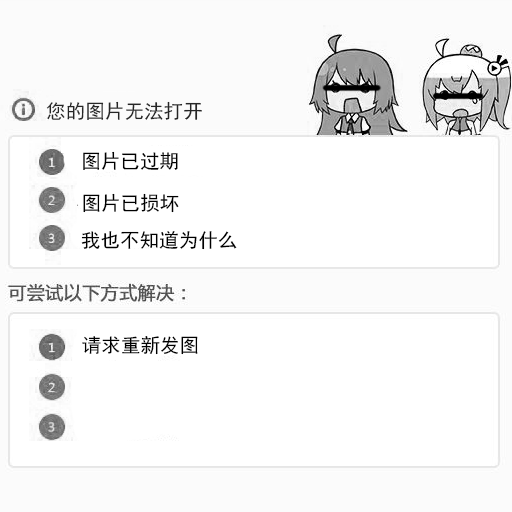 您的图片无法打开
1 图片已过期
2 图片已损坏
3 我也不知道为什么
可尝试以下方式解决：
1 请求重新发图
2
3